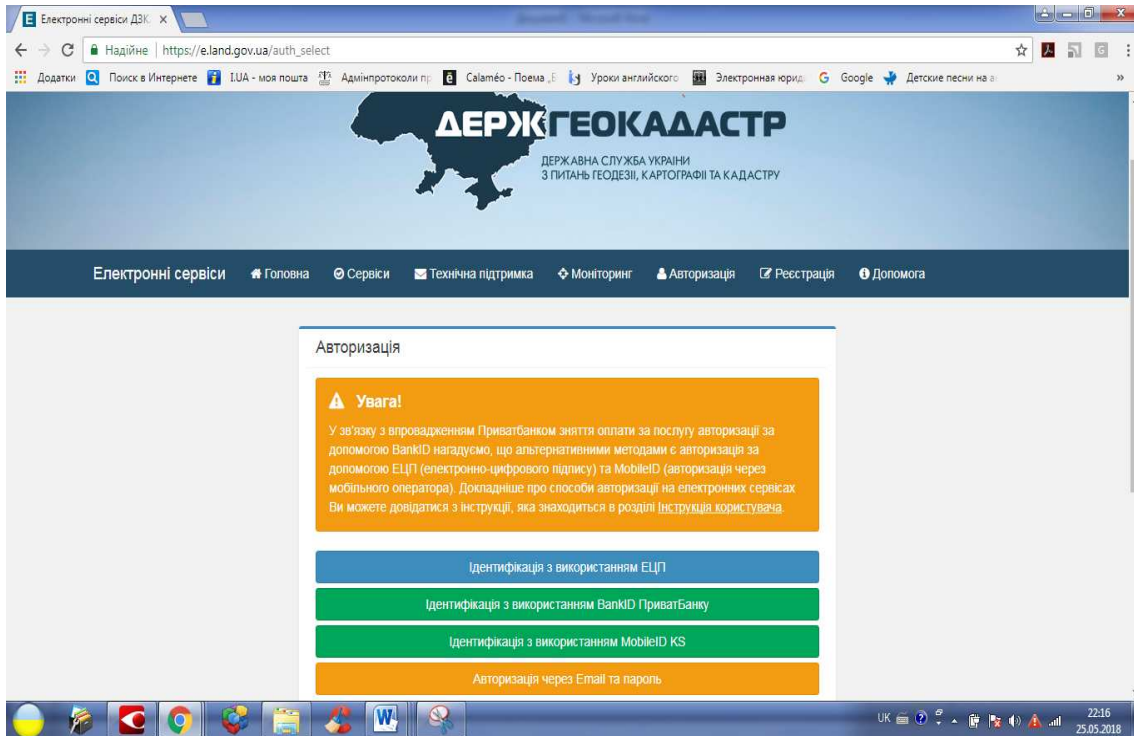 Електронні сервіси ДЗК
Надійне | https://e.land.gov.ua/auth_select
Додатки Поиск в Интернете I.UA - моя пошта Адмінпротоколи пр Calaméo - Поема „Е Уроки английского Электронная юрид Google Детские песни на а »
ДЕРЖГЕОКАДАСТР
ДЕРЖАВНА СЛУЖБА УКРАЇНИ
З ПИТАНЬ ГЕОДЕЗІЇ, КАРТОГРАФІЇ ТА КАДАСТРУ
Електронні сервіси Головна Сервіси Технічна підтримка Моніторинг Авторизація Реєстрація Допомога
Авторизація
Увага!
У зв'язку з впровадженням Приватбанком зняття оплати за послугу авторизації за
допомогою BankID нагадуємо, що альтернативними методами є авторизація за
допомогою ЕЦП (електронно-цифрового підпису) та MobileID (авторизація через
мобільного оператора). Докладніше про способи авторизації на електронних сервісах
Ви можете довідатися з інструкції, яка знаходиться в розділі Інструкція користувача.
Ідентифікація з використанням ЕЦП
Ідентифікація з використанням BankID ПриватБанку
Ідентифікація з використанням MobileID KS
Авторизація через Email та пароль
UK
22:16
25.05.2018